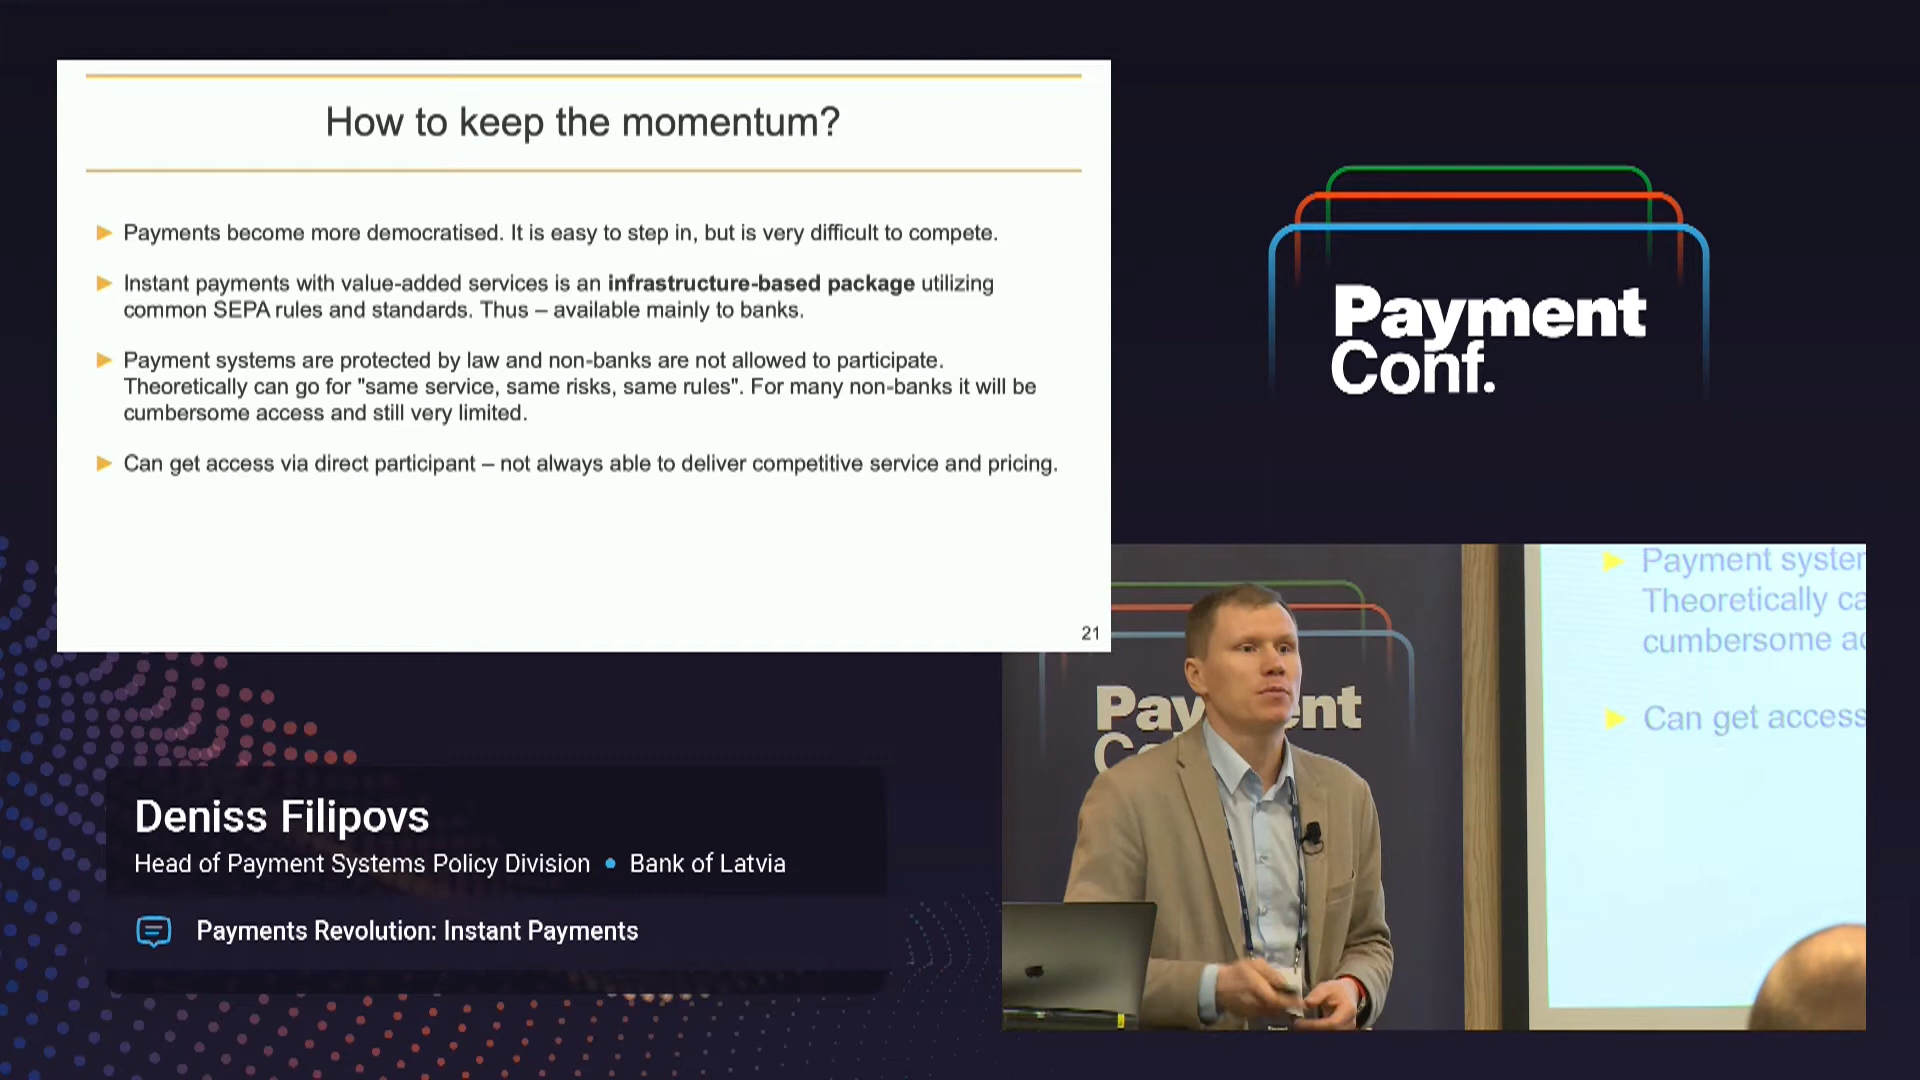 How to keep the momentum?
Payments become more democratised. It is easy to step in, but is very difficult to compete.
Instant payments with value-added services is an infrastructure-based package utilizing
common SEPA rules and standards. Thus – available mainly to banks.
Payment systems are protected by law and non-banks are not allowed to participate.
Theoretically can go for "same service, same risks, same rules". For many non-banks it will be
cumbersome access and still very limited.
Can get access via direct participant – not always able to deliver competitive service and pricing.
21
Payment
Conf.
Payment system
Theoretically ca
cumbersome ac
Can get access
Pay ent
Co
Deniss Filipovs
Head of Payment Systems Policy Division • Bank of Latvia
Payments Revolution: Instant Payments